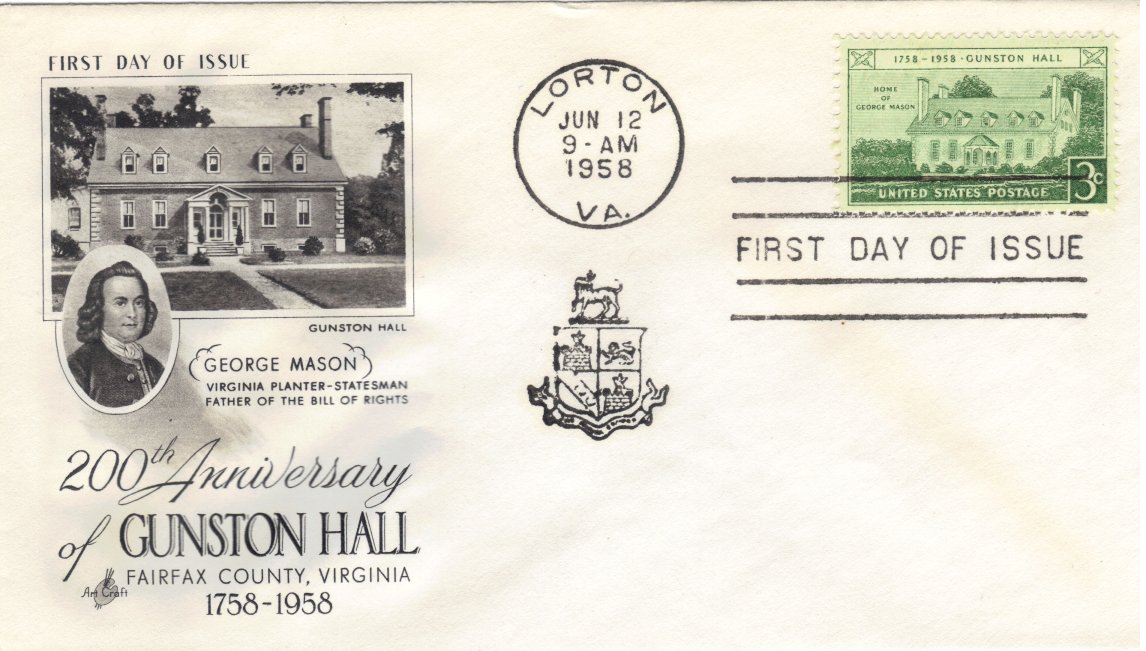 FIRST DAY OF ISSUE
GUNSTON HALL
GEORGE MASON
VIRGINIA PLANTER-STATESMAN
FATHER OF THE BILL OF RIGHTS
200th Anniversary
of GUNSTON HALL
FAIRFAX COUNTY, VIRGINIA
Art Craft
1758-1958
LORTON
JUN 12
9-AM
1958
VA.
1758-1958·GUNSTON HALL
HOME
OF
GEORGE MASON
UNITED STATES POSTAGE
3c
FIRST DAY OF ISSUE